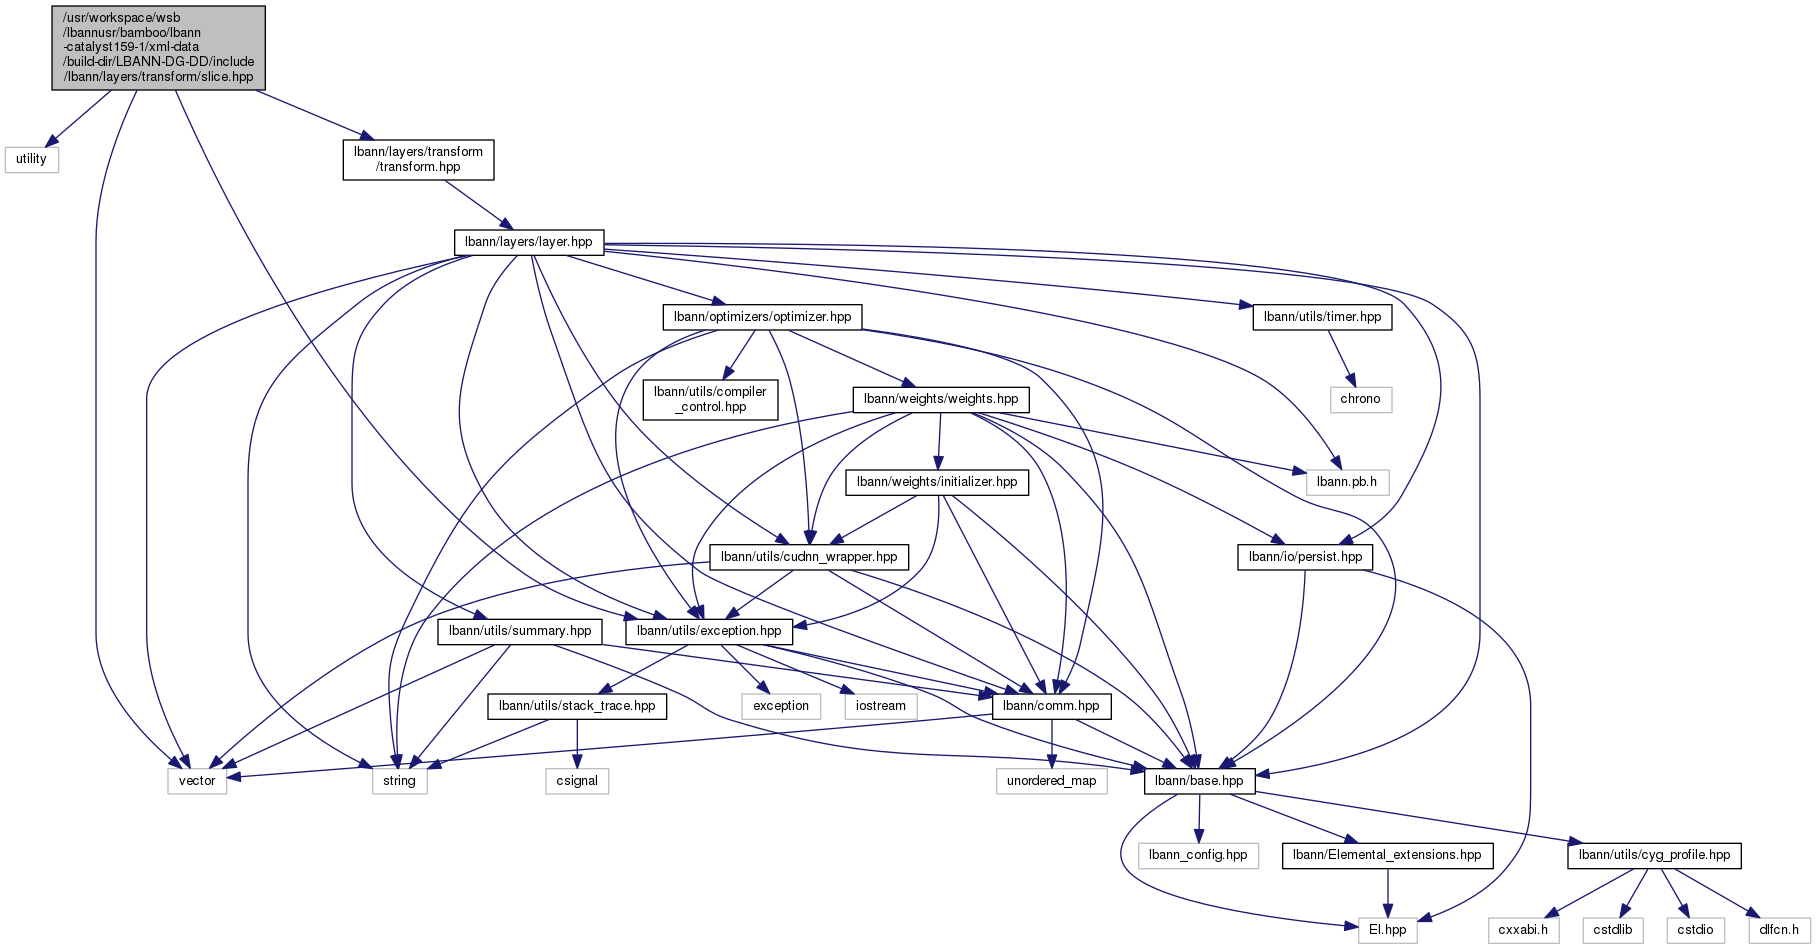 /usr/workspace/wsb
/lbannusr/bamboo/lbann
-catalyst159-1/xml-data
/build-dir/LBANN-DG-DD/include
/lbann/layers/transform/slice.hpp
utility
lbann/layers/transform
/transform.hpp
lbann/layers/layer.hpp
lbann/optimizers/optimizer.hpp
lbann/utils/timer.hpp
lbann/utils/compiler
_control.hpp
lbann/weights/weights.hpp
chrono
lbann/weights/initializer.hpp
lbann.pb.h
lbann/utils/cudnn_wrapper.hpp
lbann/io/persist.hpp
lbann/utils/summary.hpp
lbann/utils/exception.hpp
lbann/utils/stack_trace.hpp
exception
iostream
lbann/comm.hpp
vector
string
csignal
unordered_map
lbann/base.hpp
lbann_config.hpp
lbann/Elemental_extensions.hpp
lbann/utils/cyg_profile.hpp
El.hpp
cxxabi.h
cstdlib
cstdio
dlfcn.h